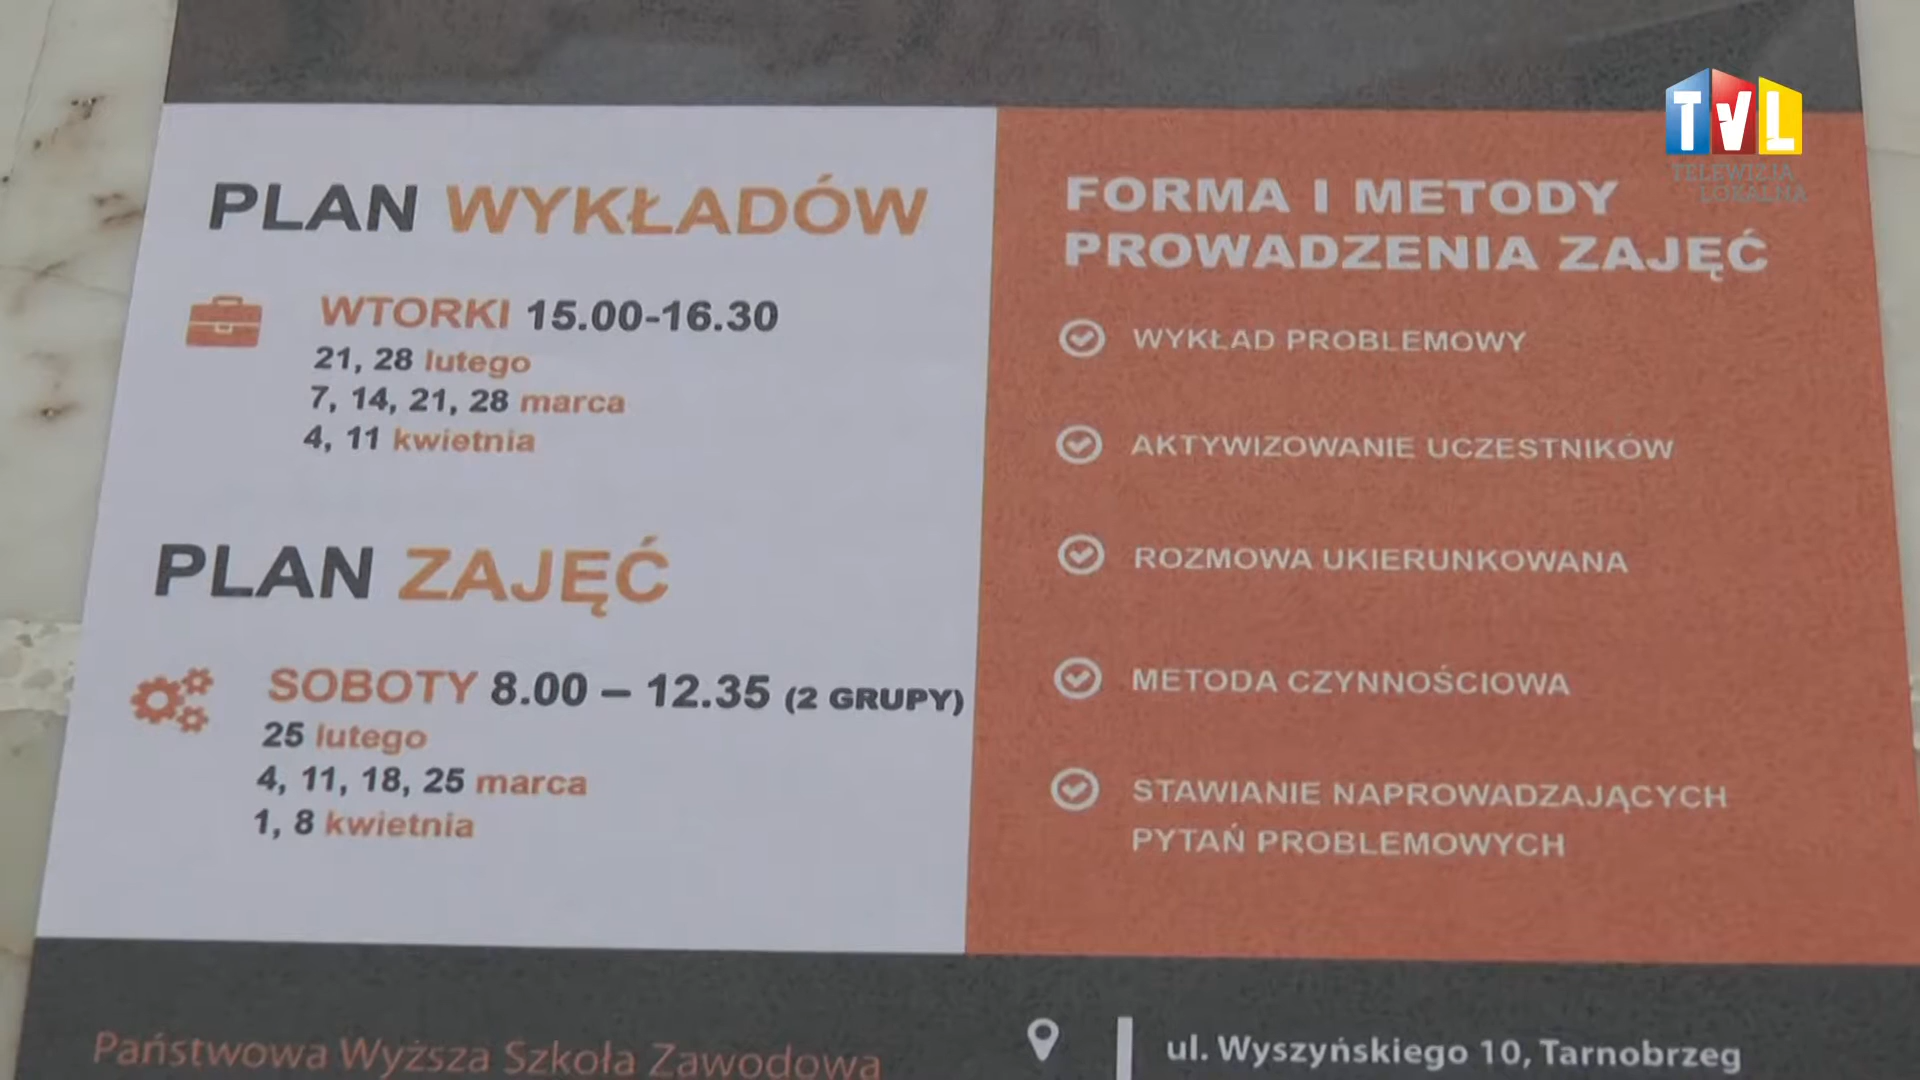 TVL
TELEWIZJA
LOKALNA
PLAN WYKŁADÓW
WTORKI 15.00-16.30
21, 28 lutego
7, 14, 21, 28 marca
4, 11 kwietnia
PLAN ZAJĘĆ
SOBOTY 8.00 – 12.35 (2 GRUPY)
25 lutego
4, 11, 18, 25 marca
1, 8 kwietnia
FORMA I METODY
PROWADZENIA ZAJĘĆ
WYKŁAD PROBLEMOWY
AKTYWIZOWANIE UCZESTNIKÓW
ROZMOWA UKIERUNKOWANA
METODA CZYNNOŚCIOWA
STAWIANIE NAPROWADZAJĄCYCH
PYTAŃ PROBLEMOWYCH
Państwowa Wyższa Szkoła Zawodowa
ul. Wyszyńskiego 10, Tarnobrzeg